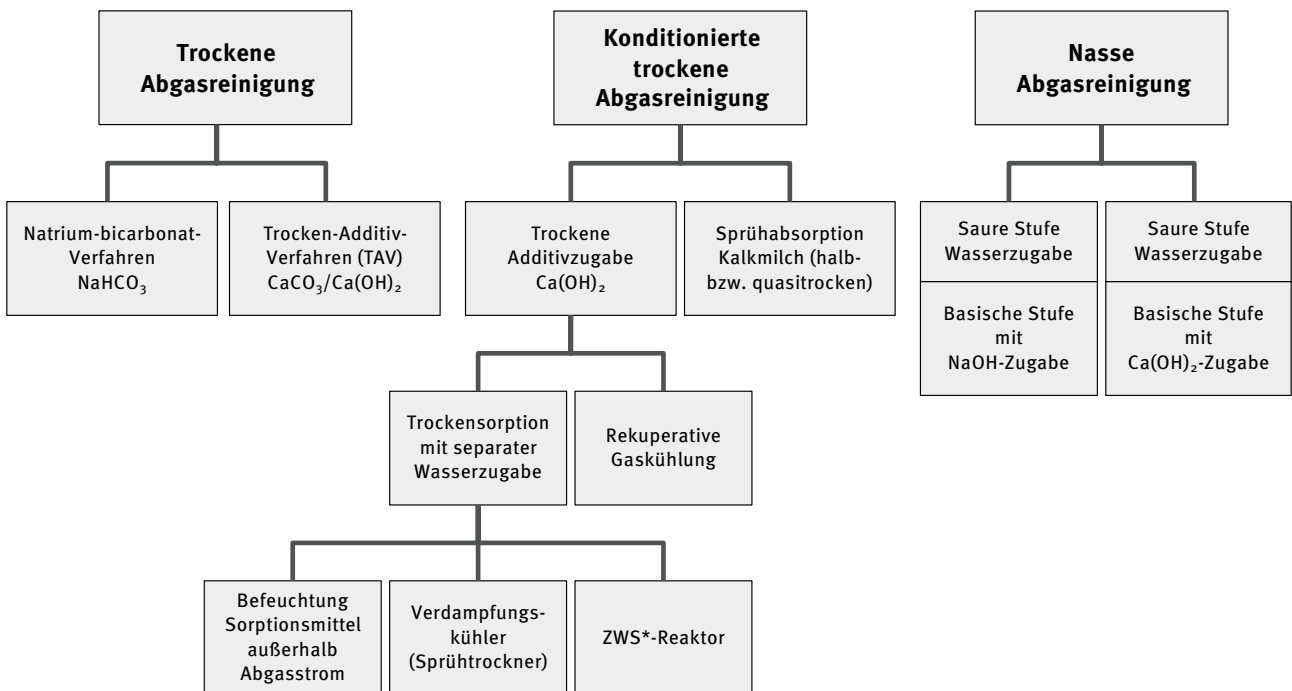 Trockene
Abgasreinigung
Konditionierte
trockene
Abgasreinigung
Nasse
Abgasreinigung
Natrium-bicarbonat-
Verfahren
NaHCO₃
Trocken-Additiv-
Verfahren (TAV)
CaCO₃/Ca(OH)₂
Trockene
Additivzugabe
Ca(OH)₂
Sprühabsorption
Kalkmilch (halb-
bzw. quasitrocken)
Saure Stufe
Wasserzugabe
Saure Stufe
Wasserzugabe
Basische Stufe
mit
NaOH-Zugabe
Basische Stufe
mit
Ca(OH)₂-Zugabe
Trockensorption
mit separater
Wasserzugabe
Rekuperative
Gaskühlung
Befeuchtung
Sorptionsmittel
außerhalb
Abgasstrom
Verdampfungs-
kühler
(Sprühtrockner)
ZWS*-Reaktor